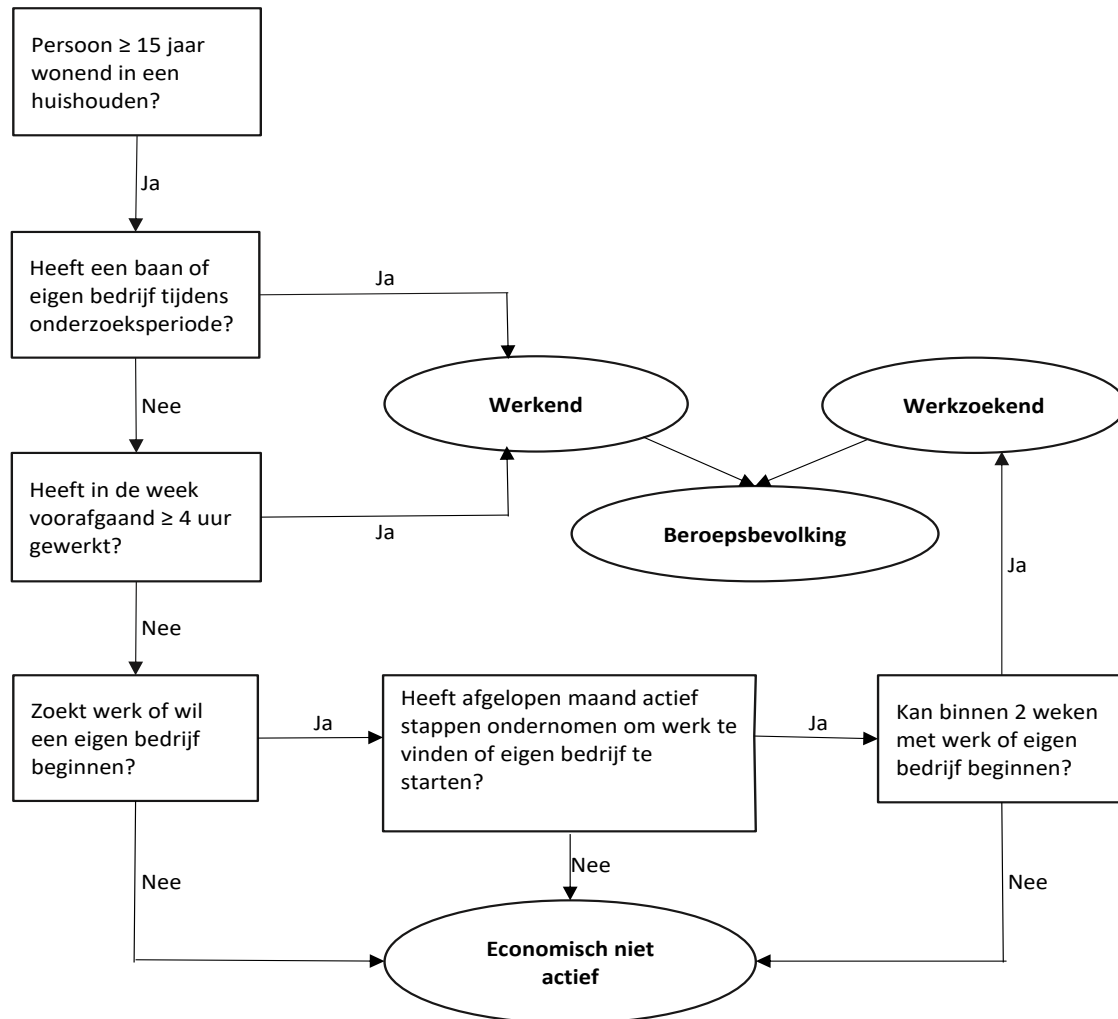 Persoon ≥ 15 jaar
wonend in een
huishouden?
Ja
Heeft een baan of
eigen bedrijf tijdens
onderzoeksperiode?
Ja
Nee
Werkend
Werkzoekend
Heeft in de week
voorafgaand ≥ 4 uur
gewerkt?
Ja
Beroepsbevolking
Ja
Nee
Zoekt werk of wil
een eigen bedrijf
beginnen?
Ja
Heeft afgelopen maand actief
stappen ondernomen om werk te
vinden of eigen bedrijf te
starten?
Ja
Kan binnen 2 weken
met werk of eigen
bedrijf beginnen?
Nee
Nee
Nee
Economisch niet
actief